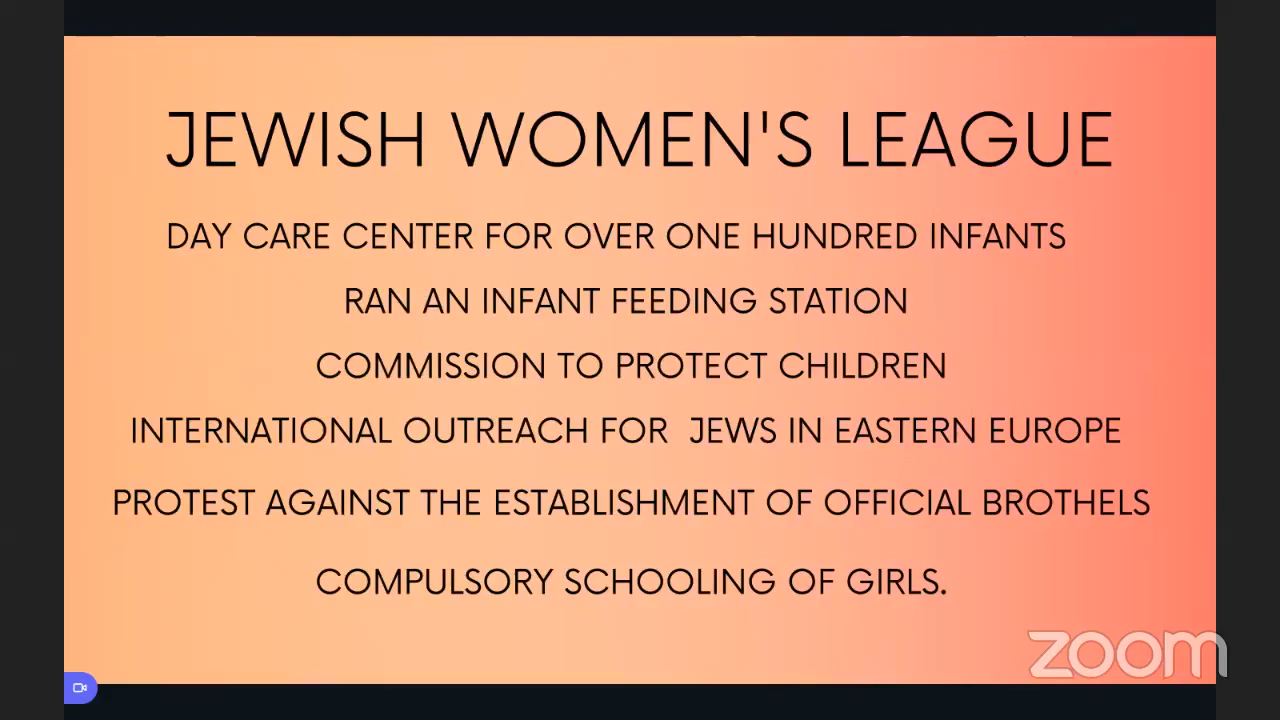 JEWISH WOMEN'S LEAGUE
DAY CARE CENTER FOR OVER ONE HUNDRED INFANTS
RAN AN INFANT FEEDING STATION
COMMISSION TO PROTECT CHILDREN
INTERNATIONAL OUTREACH FOR  JEWS IN EASTERN EUROPE
PROTEST AGAINST THE ESTABLISHMENT OF OFFICIAL BROTHELS
COMPULSORY SCHOOLING OF GIRLS.
zoom